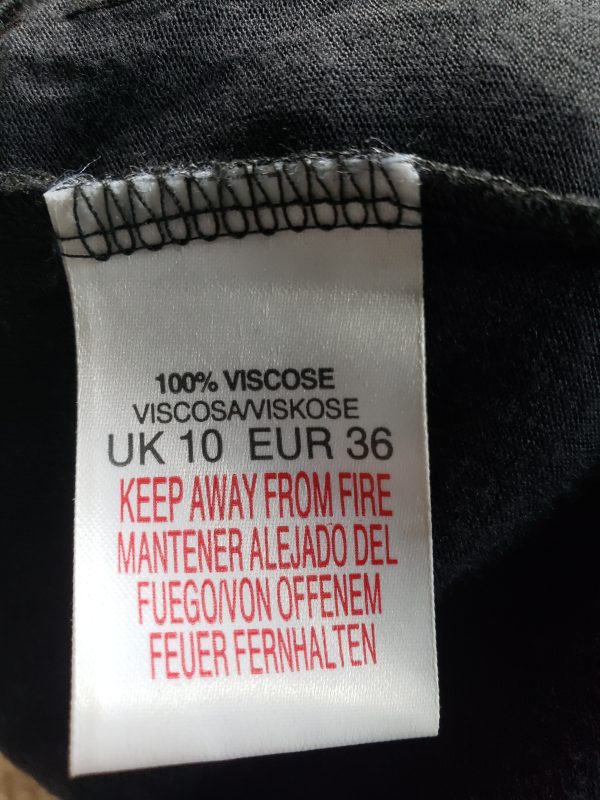 100% VISCOSE
VISCOSA/VISKOSE
UK 10 EUR 36
KEEP AWAY FROM FIRE
MANTENER ALEJADO DEL
FUEGO/VON OFFENEM
FEUER FERNHALTEN